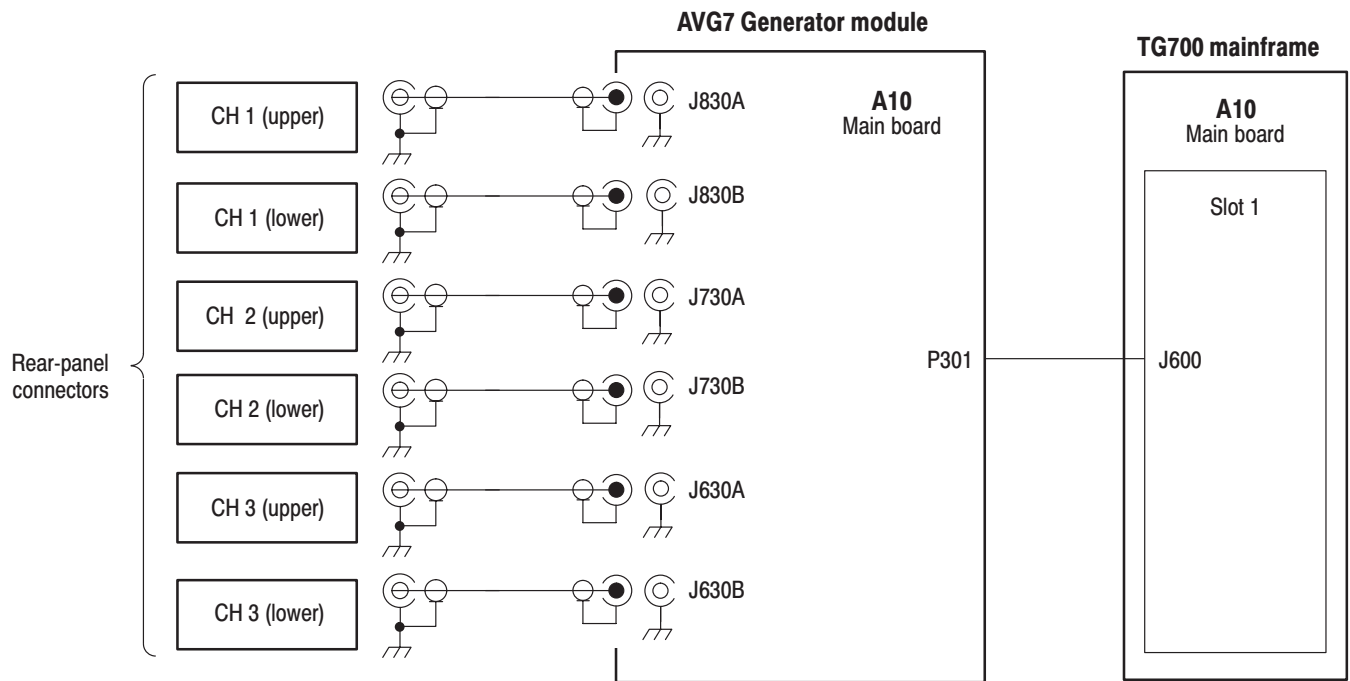 AVG7 Generator module
TG700 mainframe
CH 1 (upper)
J830A
A10
Main board
A10
Main board
CH 1 (lower)
J830B
Slot 1
CH 2 (upper)
J730A
Rear-panel
connectors
P301
J600
CH 2 (lower)
J730B
CH 3 (upper)
J630A
CH 3 (lower)
J630B